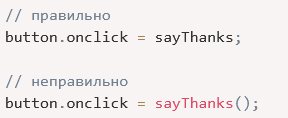 // правильно
button.onclick = sayThanks;

// неправильно
button.onclick = sayThanks();